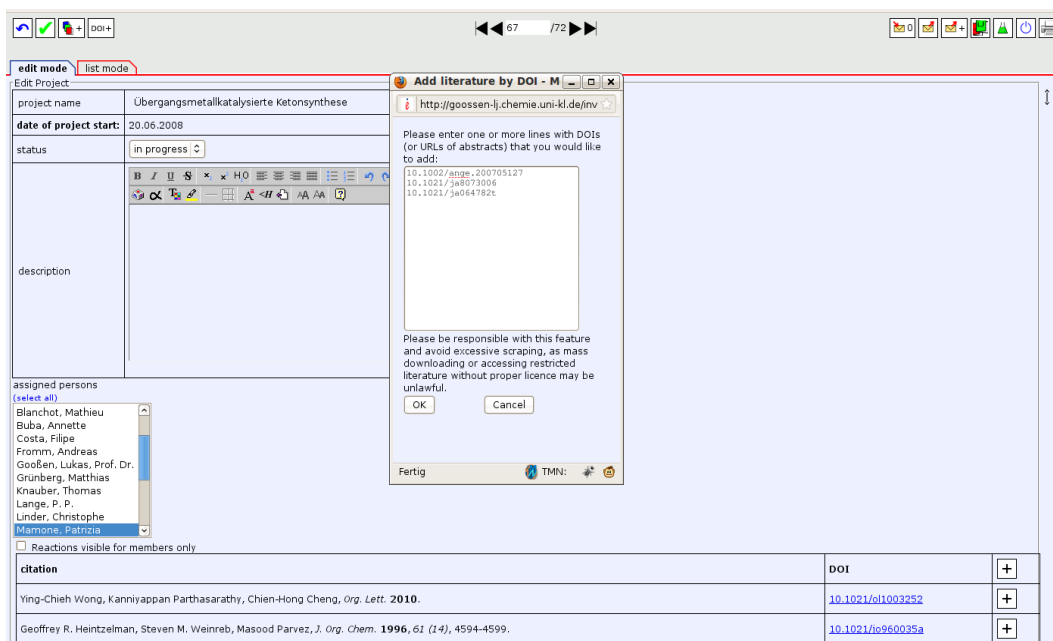 DOI+
67 /72
0
edit mode
list mode
Edit Project
project name
Übergangsmetallkatalysierte Ketonsynthese
date of project start:
20.06.2008
status
in progress
description
assigned persons
(select all)
Blanchot, Mathieu
Buba, Annette
Costa, Filipe
Fromm, Andreas
Gooßen, Lukas, Prof. Dr.
Grünberg, Matthias
Knauber, Thomas
Lange, P. P.
Linder, Christophe
Mamone, Patrizia
Reactions visible for members only
citation
DOI
Ying-Chieh Wong, Kanniyappan Parthasarathy, Chien-Hong Cheng, Org. Lett. 2010.
10.1021/ol1003252
Geoffrey R. Heintzelman, Steven M. Weinreb, Masood Parvez, J. Org. Chem. 1996, 61 (14), 4594-4599.
10.1021/jo960035a
Add literature by DOI - M
http://goossen-lj.chemie.uni-kl.de/inv
Please enter one or more lines with DOIs
(or URLs of abstracts) that you would like
to add:
10.1002/ange.200705127
10.1021/ja8073006
10.1021/ja064782t
Please be responsible with this feature
and avoid excessive scraping, as mass
downloading or accessing restricted
literature without proper licence may be
unlawful.
OK
Cancel
Fertig
TMN: